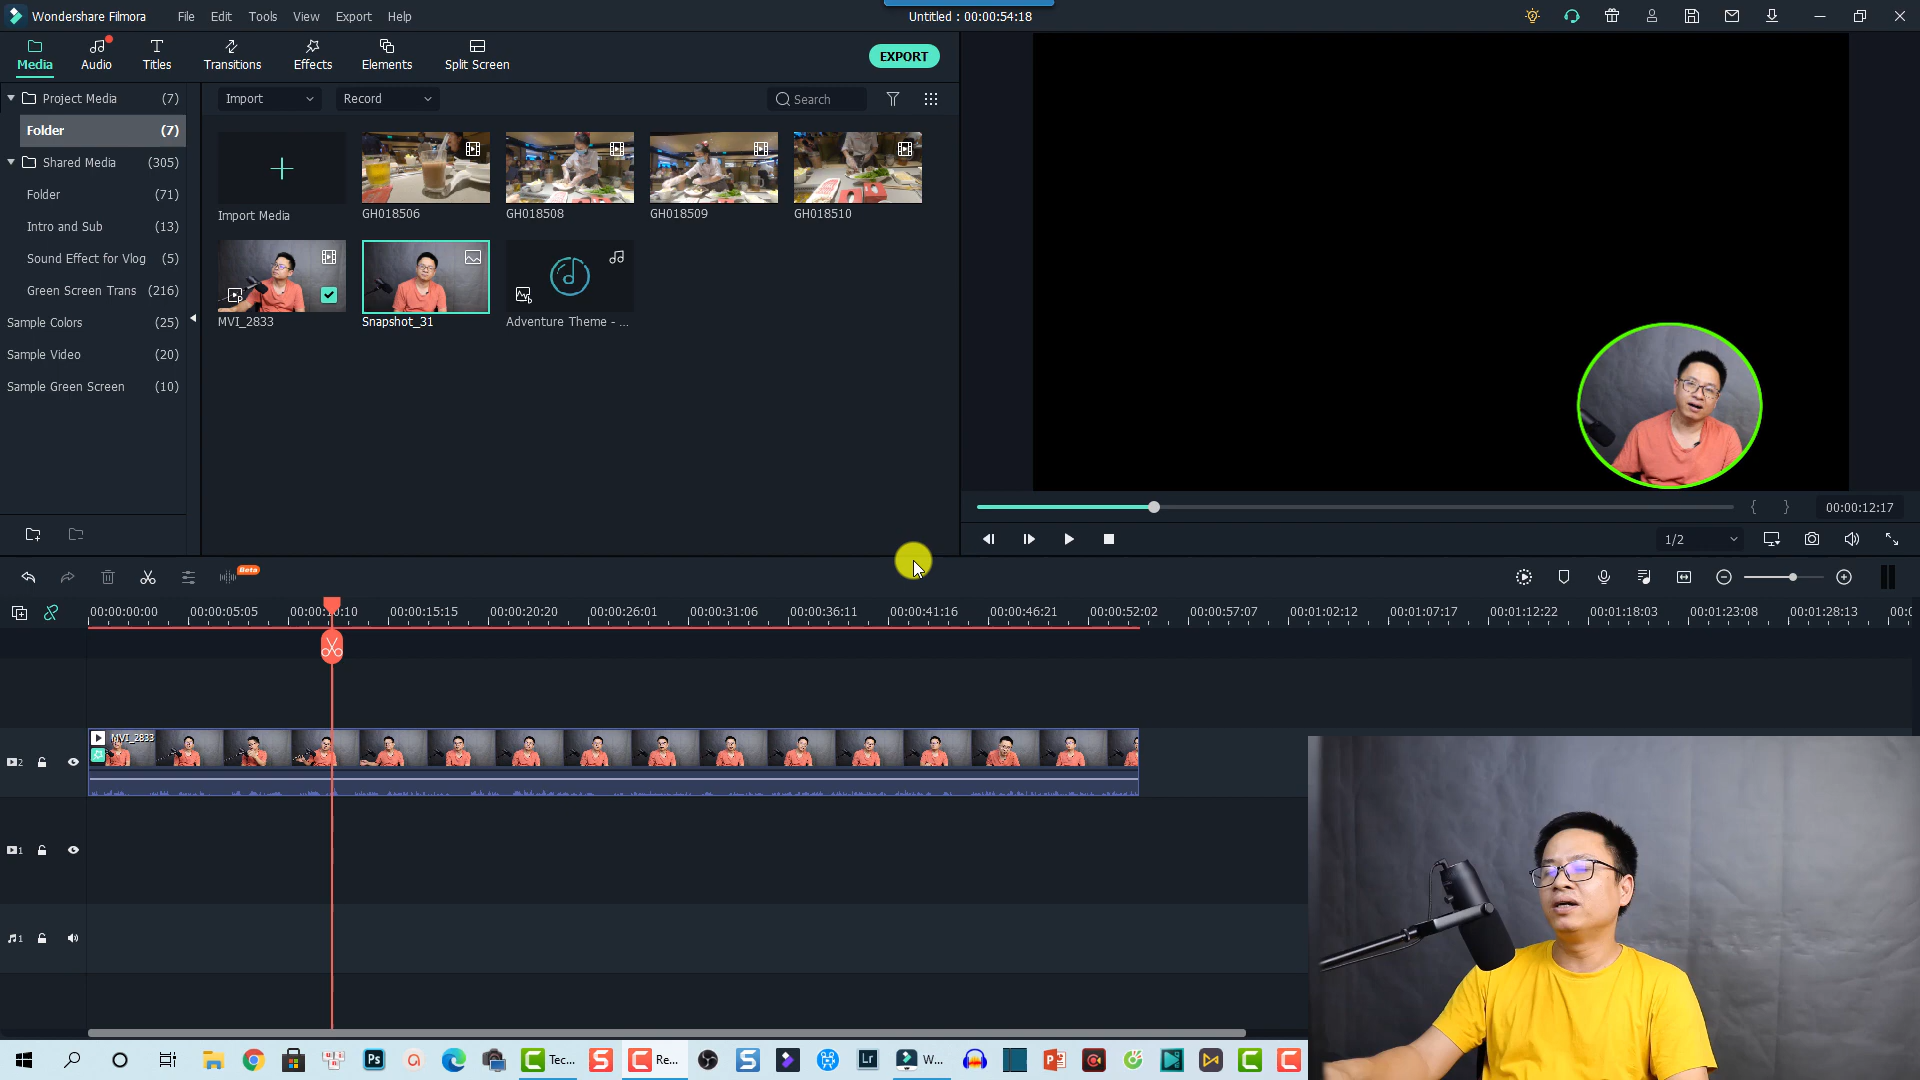 Wondershare Filmora
File
Edit
Tools
View
Export
Help
Untitled : 00:00:54:18
Media
Audio
Titles
Transitions
Effects
Elements
Split Screen
EXPORT
Project Media (7)
Folder (7)
Shared Media (305)
Folder (71)
Intro and Sub (13)
Sound Effect for Vlog (5)
Green Screen Trans (216)
Sample Colors (25)
Sample Video (20)
Sample Green Screen (10)
Import
Record
Search
Import Media
GH018506
GH018508
GH018509
GH018510
MVI_2833
Snapshot_31
Adventure Theme - ...
00:00:12:17
1/2
Beta
00:00:00:00
00:00:05:05
00:00:10:10
00:00:15:15
00:00:20:20
00:00:26:01
00:00:31:06
00:00:36:11
00:00:41:16
00:00:46:21
00:00:52:02
00:00:57:07
00:01:02:12
00:01:07:17
00:01:12:22
00:01:18:03
00:01:23:08
00:01:28:13
MVI_2833
2
1
1
Ps
Tec...
Re...
Lr
W...